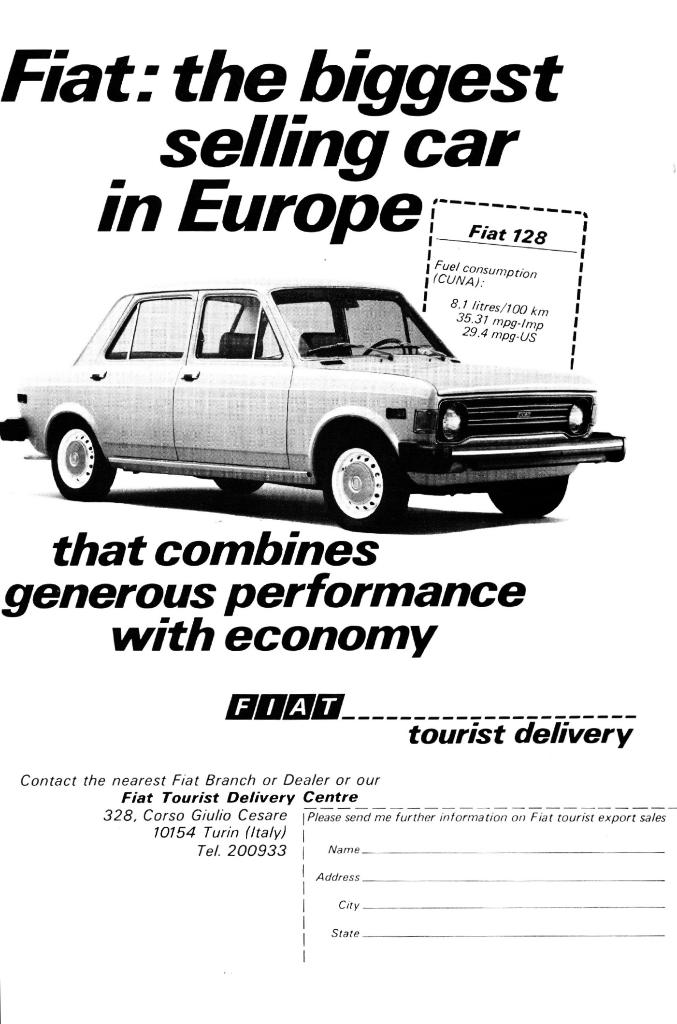 Fiat: the biggest
selling car
in Europe
Fiat 128
Fuel consumption
(CUNA):
8.1 litres/100 km
35.31 mpg-Imp
29.4 mpg-US
FIAT
that combines
generous performance
with economy
FIAT
tourist delivery
Contact the nearest Fiat Branch or Dealer or our
Fiat Tourist Delivery Centre
328, Corso Giulio Cesare
10154 Turin (Italy)
Tel. 200933
Please send me further information on Fiat tourist export sales
Name
Address
City
State